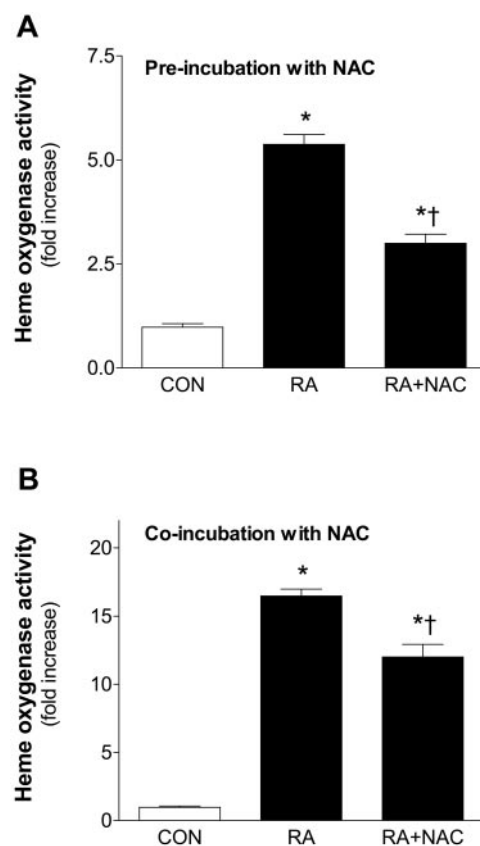 A
Pre-incubation with NAC
Heme oxygenase activity
(fold increase)
7.5
5.0
2.5
0.0
*
*†
CON RA RA+NAC
B
Co-incubation with NAC
Heme oxygenase activity
(fold increase)
20
15
10
5
0
*
*†
CON RA RA+NAC